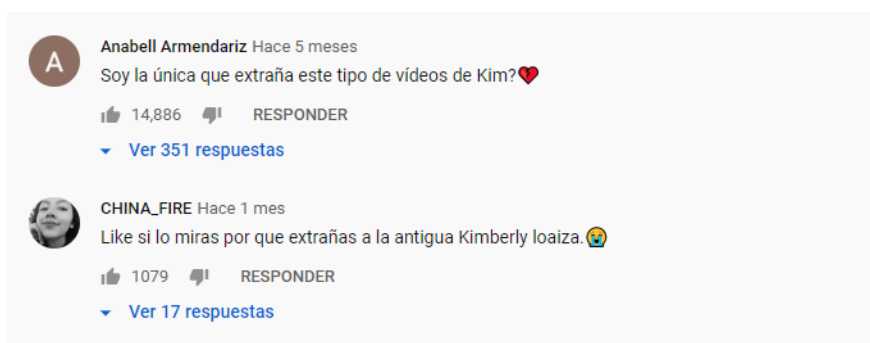 A
Anabell Armendariz Hace 5 meses
Soy la única que extraña este tipo de vídeos de Kim?💔
14,886 RESPONDER
Ver 351 respuestas
CHINA_FIRE Hace 1 mes
Like si lo miras por que extrañas a la antigua Kimberly loaiza.😭
1079 RESPONDER
Ver 17 respuestas